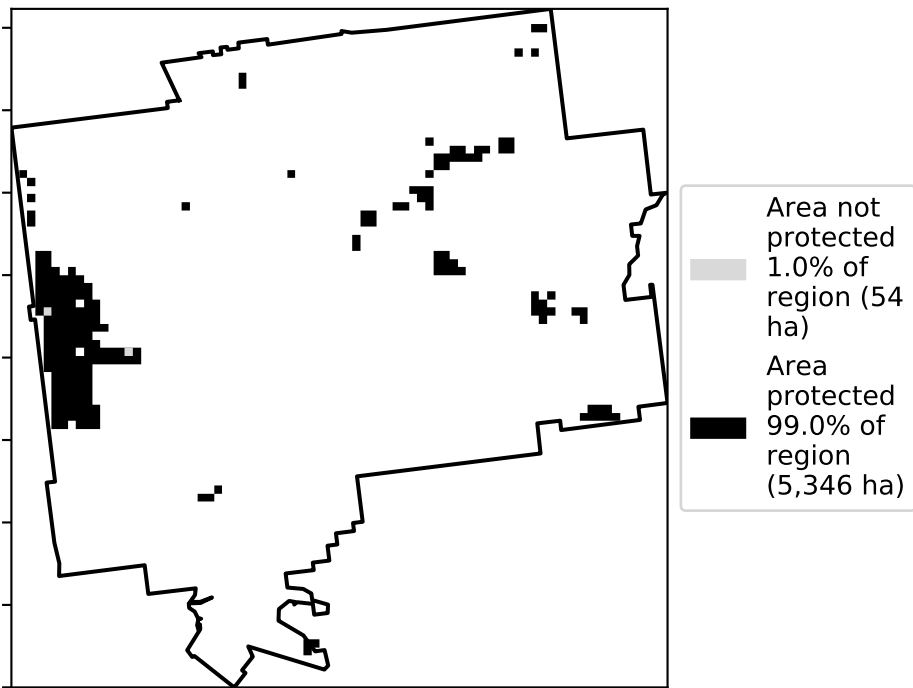 Area not
protected
1.0% of
region (54
ha)
Area
protected
99.0% of
region
(5,346 ha)